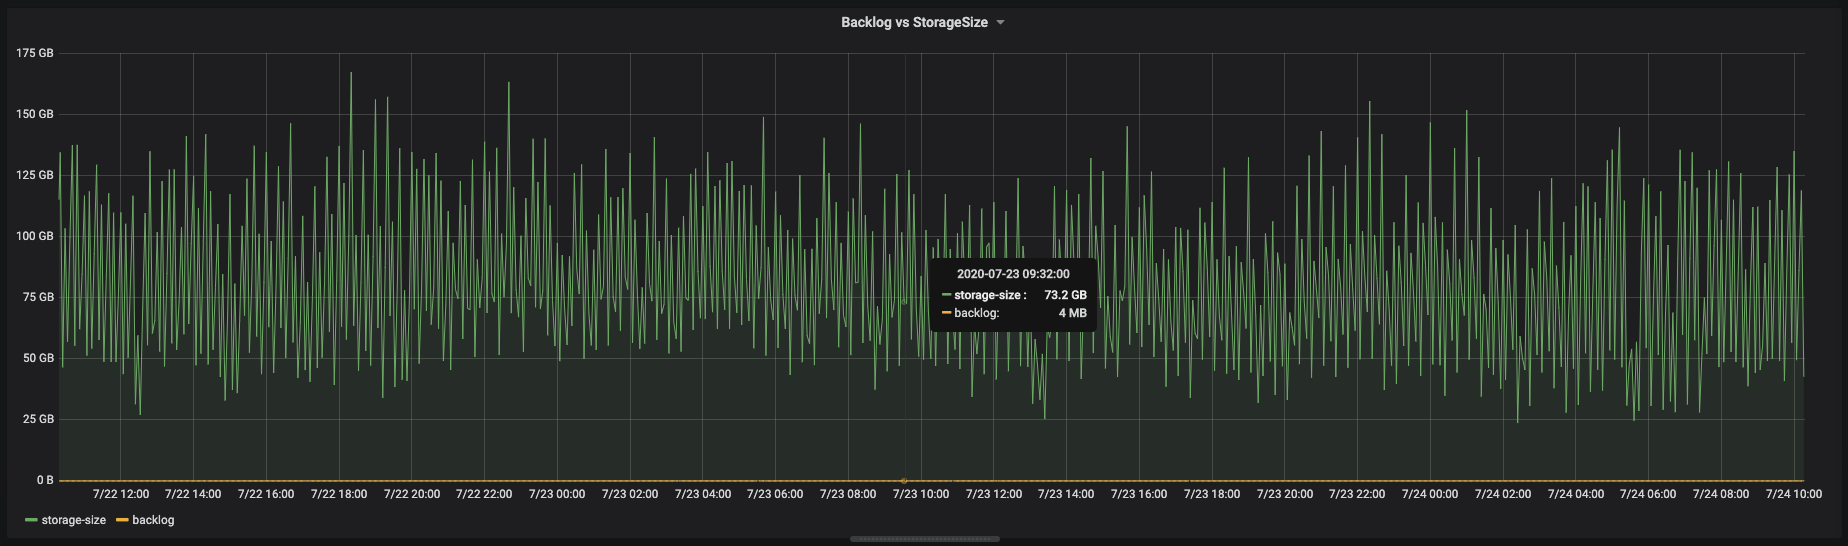 Backlog vs StorageSize
175 GB
150 GB
125 GB
100 GB
75 GB
50 GB
25 GB
0 B
2020-07-23 09:32:00
storage-size : 73.2 GB
backlog: 4 MB
7/22 12:00 7/22 14:00 7/22 16:00 7/22 18:00 7/22 20:00 7/22 22:00 7/23 00:00 7/23 02:00 7/23 04:00 7/23 06:00 7/23 08:00 7/23 10:00 7/23 12:00 7/23 14:00 7/23 16:00 7/23 18:00 7/23 20:00 7/23 22:00 7/24 00:00 7/24 02:00 7/24 04:00 7/24 06:00 7/24 08:00 7/24 10:00
storage-size backlog